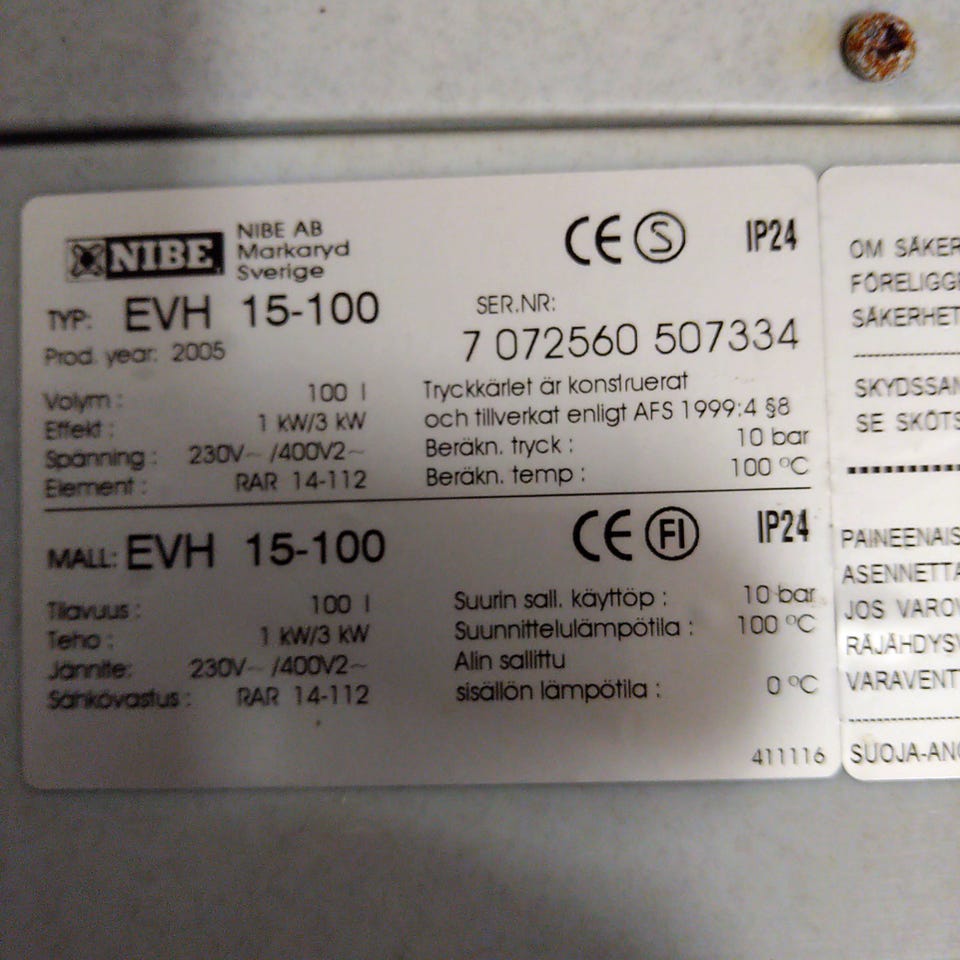 NIBE
NIBE AB
Markaryd
Sverige
CE S IP24
TYP: EVH 15-100
Prod. year: 2005
SER.NR:
7 072560 507334
Volym : 100 l
Effekt : 1 kW/3 kW
Spänning : 230V~ /400V2~
Element : RAR 14-112
Tryckkärlet är konstruerat
och tillverkat enligt AFS 1999:4 §8
Beräkn. tryck : 10 bar
Beräkn. temp : 100 °C
MALL: EVH 15-100
CE FI IP24
Tilavuus : 100 l
Teho : 1 kW/3 kW
Jännite: 230V~ /400V2~
Sähkövastus : RAR 14-112
Suurin sall. käyttöp : 10 bar
Suunnittelulämpötila : 100 °C
Alin sallittu
sisällön lämpötila : 0 °C
411116
OM SÄKER
FÖRELIGGE
SÄKERHET
SKYDSSAN
SE SKÖTS
PAINEENAIS
ASENNETTA
JOS VAROV
RÄJÄHDYSV
VARAVENT
SUOJA-ANO